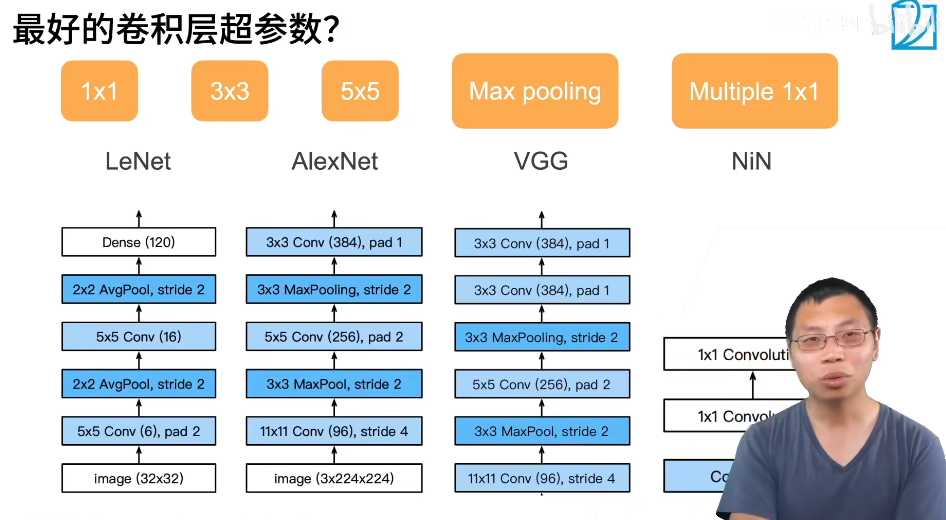 最好的卷积层超参数？
1x1
3x3
5x5
Max pooling
Multiple 1x1
LeNet
AlexNet
VGG
NiN
Dense (120)
2x2 AvgPool, stride 2
5x5 Conv (16)
2x2 AvgPool, stride 2
5x5 Conv (6), pad 2
image (32x32)
3x3 Conv (384), pad 1
3x3 MaxPooling, stride 2
5x5 Conv (256), pad 2
3x3 MaxPool, stride 2
11x11 Conv (96), stride 4
image (3x224x224)
3x3 Conv (384), pad 1
3x3 Conv (384), pad 1
3x3 MaxPooling, stride 2
5x5 Conv (256), pad 2
3x3 MaxPool, stride 2
11x11 Conv (96), stride 4
1x1 Convoluti
1x1 Convolu
Co